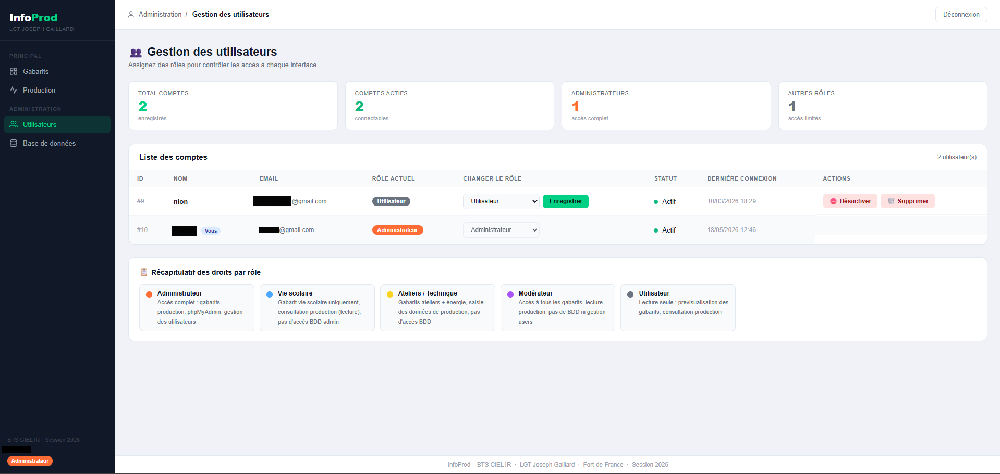 InfoProd
LGT JOSEPH GAILLARD
PRINCIPAL
Gabarits
Production
ADMINISTRATION
Utilisateurs
Base de données
BTS CIEL IR · Session 2026
Administrateur
Administration / Gestion des utilisateurs
Déconnexion
Gestion des utilisateurs
Assignez des rôles pour contrôler les accès à chaque interface
TOTAL COMPTES
2
enregistrés
COMPTES ACTIFS
2
connectables
ADMINISTRATEURS
1
accès complet
AUTRES RÔLES
1
accès limités
Liste des comptes
2 utilisateur(s)
ID NOM EMAIL RÔLE ACTUEL CHANGER LE RÔLE STATUT DERNIÈRE CONNEXION ACTIONS
#9 nion @gmail.com Utilisateur Utilisateur Enregistrer Actif 10/03/2026 18:29 Désactiver Supprimer
#10 Vous @gmail.com Administrateur Administrateur Actif 18/05/2026 12:46 —
Récapitulatif des droits par rôle
Administrateur
Accès complet : gabarits,
production, phpMyAdmin, gestion
des utilisateurs
Vie scolaire
Gabarit vie scolaire uniquement,
consultation production (lecture),
pas d'accès BDD admin
Ateliers / Technique
Gabarits ateliers + énergie, saisie
des données de production, pas
d'accès BDD
Modérateur
Accès à tous les gabarits, lecture
production, pas de BDD ni gestion
users
Utilisateur
Lecture seule : prévisualisation des
gabarits, consultation production
InfoProd – BTS CIEL IR · LGT Joseph Gaillard · Fort-de-France · Session 2026